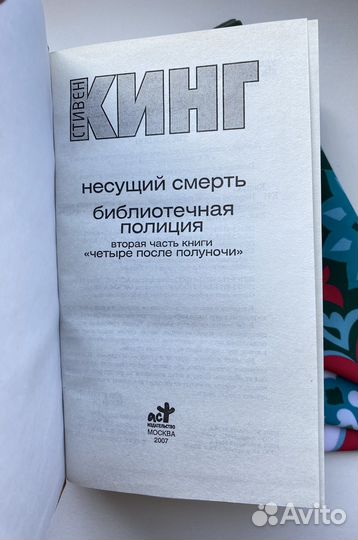 СТИВЕН
КИНГ
несущий смерть
библиотечная
полиция
вторая часть книги
«четыре после полуночи»
аст
издательство
москва
2007
Avito